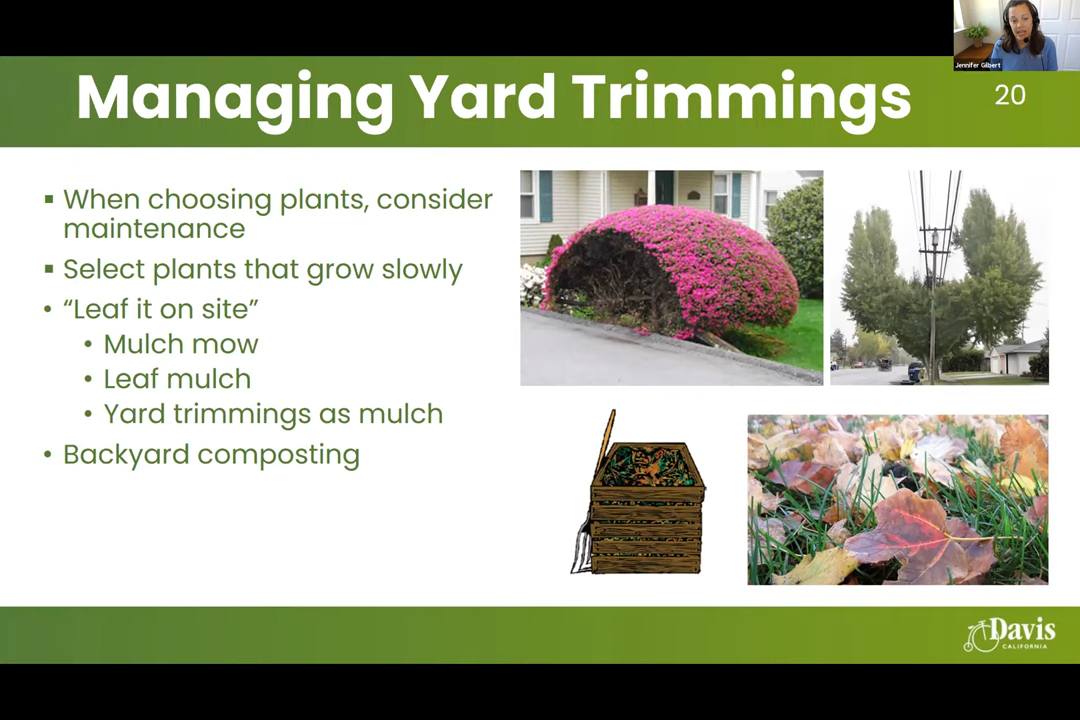 Jennifer Gilbert
Managing Yard Trimmings
20
▪ When choosing plants, consider
maintenance
▪ Select plants that grow slowly
• “Leaf it on site”
• Mulch mow
• Leaf mulch
• Yard trimmings as mulch
• Backyard composting
Davis
CALIFORNIA